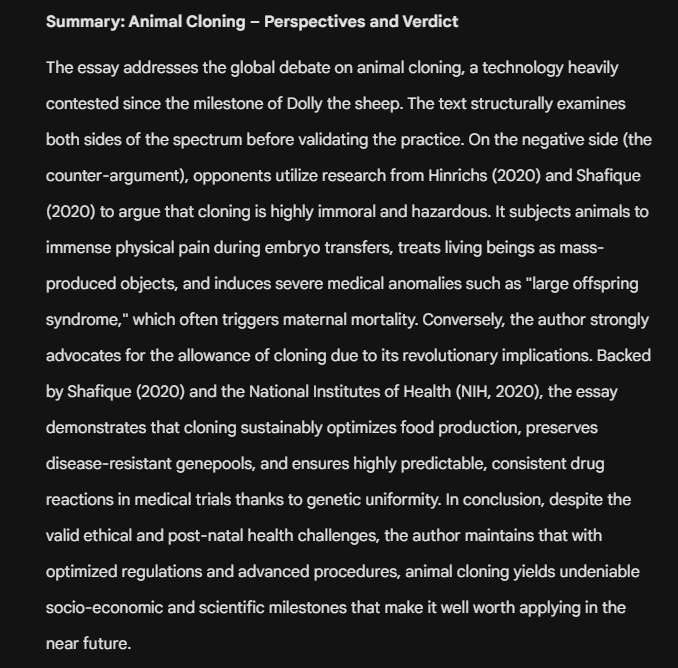 Summary: Animal Cloning – Perspectives and Verdict
The essay addresses the global debate on animal cloning, a technology heavily
contested since the milestone of Dolly the sheep. The text structurally examines
both sides of the spectrum before validating the practice. On the negative side (the
counter-argument), opponents utilize research from Hinrichs (2020) and Shafique
(2020) to argue that cloning is highly immoral and hazardous. It subjects animals to
immense physical pain during embryo transfers, treats living beings as mass-
produced objects, and induces severe medical anomalies such as "large offspring
syndrome," which often triggers maternal mortality. Conversely, the author strongly
advocates for the allowance of cloning due to its revolutionary implications. Backed
by Shafique (2020) and the National Institutes of Health (NIH, 2020), the essay
demonstrates that cloning sustainably optimizes food production, preserves
disease-resistant genepools, and ensures highly predictable, consistent drug
reactions in medical trials thanks to genetic uniformity. In conclusion, despite the
valid ethical and post-natal health challenges, the author maintains that with
optimized regulations and advanced procedures, animal cloning yields undeniable
socio-economic and scientific milestones that make it well worth applying in the
near future.